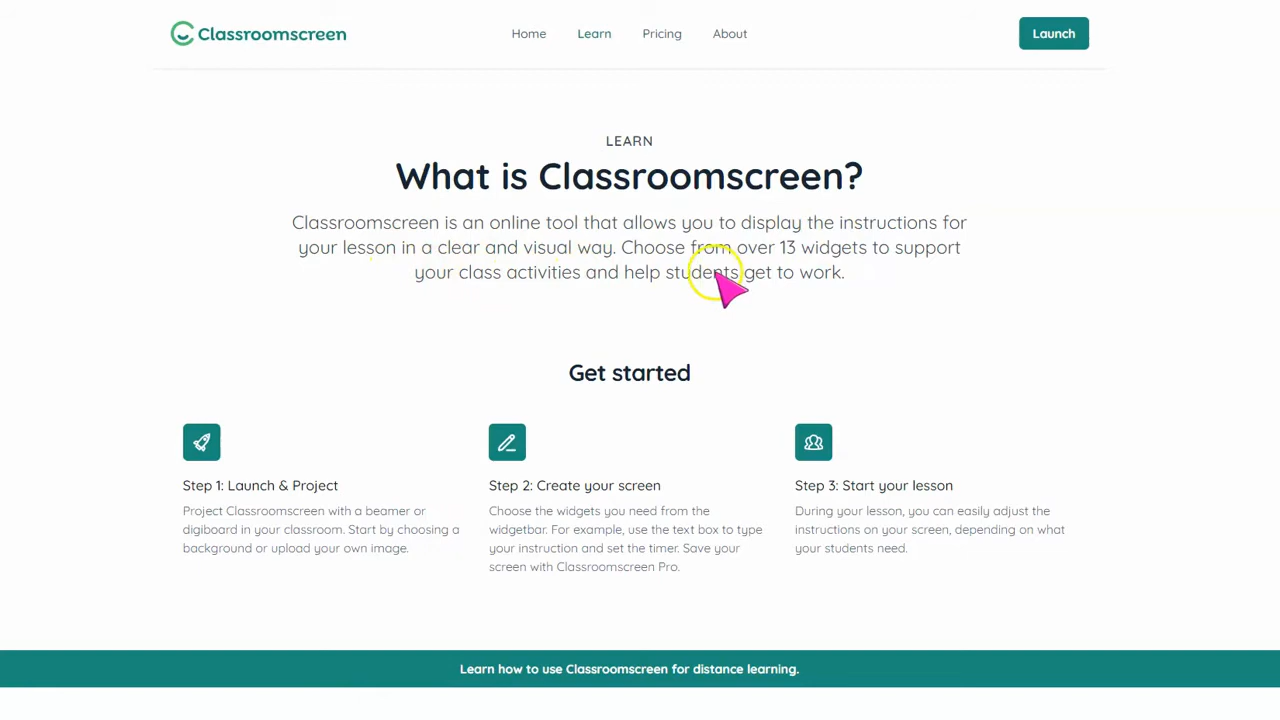 Classroomscreen
Home Learn Pricing About
Launch
LEARN
What is Classroomscreen?
Classroomscreen is an online tool that allows you to display the instructions for
your lesson in a clear and visual way. Choose from over 13 widgets to support
your class activities and help students get to work.
Get started
Step 1: Launch & Project
Project Classroomscreen with a beamer or
digiboard in your classroom. Start by choosing a
background or upload your own image.
Step 2: Create your screen
Choose the widgets you need from the
widgetbar. For example, use the text box to type
your instruction and set the timer. Save your
screen with Classroomscreen Pro.
Step 3: Start your lesson
During your lesson, you can easily adjust the
instructions on your screen, depending on what
your students need.
Learn how to use Classroomscreen for distance learning.